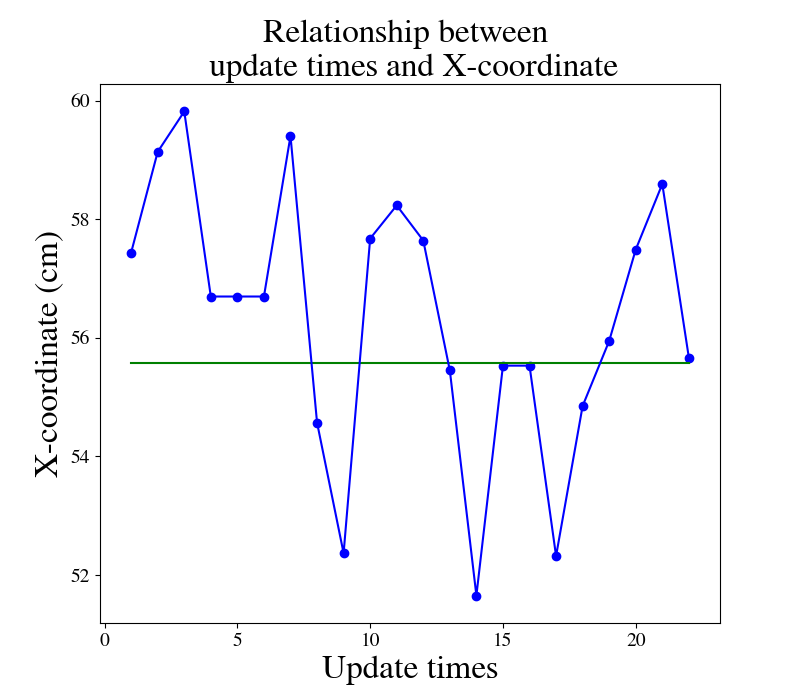 Relationship between
update times and X-coordinate
X-coordinate (cm)
60
58
56
54
52
0 5 10 15 20
Update times